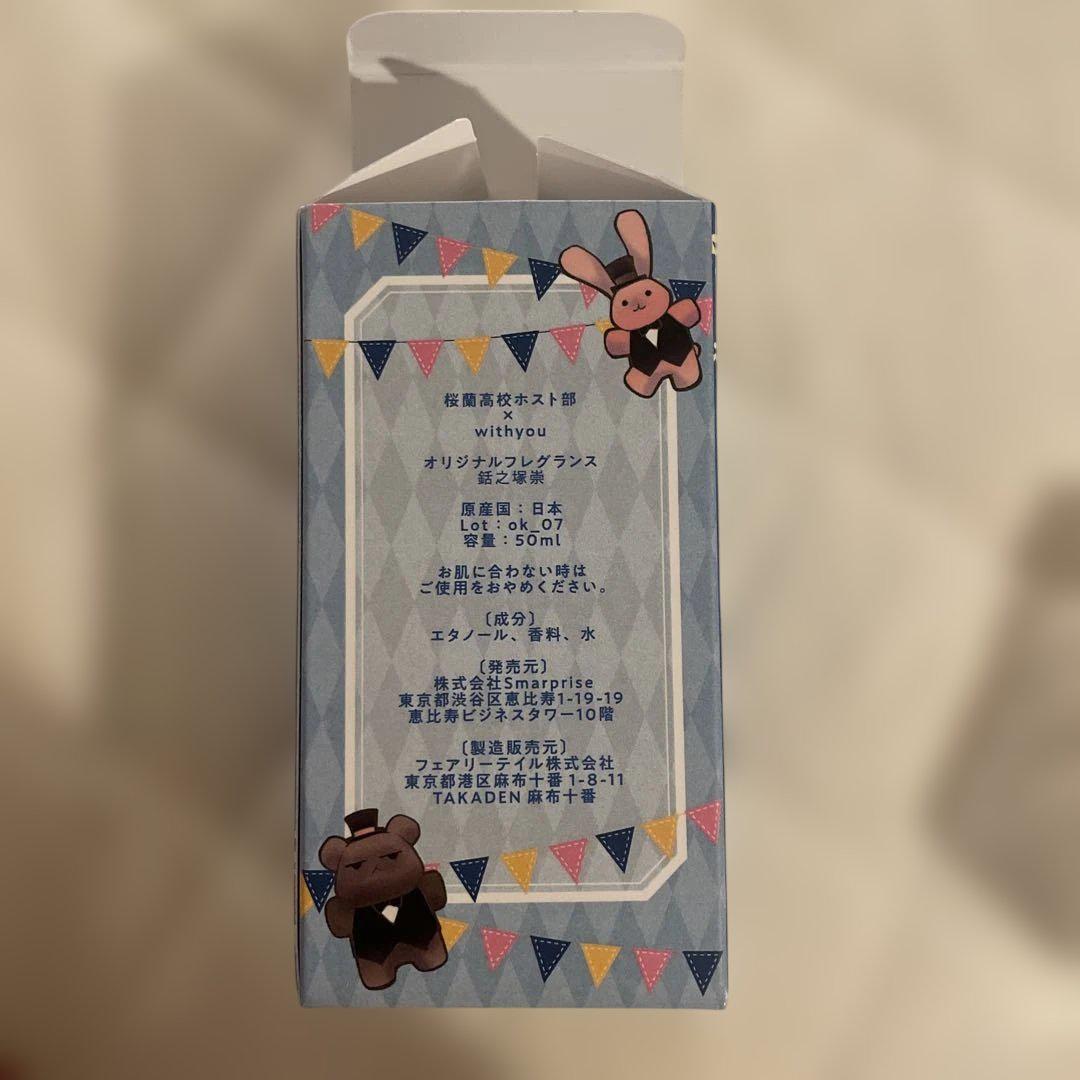 桜蘭高校ホスト部
×
withyou
オリジナルフレグランス
銛之塚崇
原産国：日本
Lot：ok_07
容量：50ml
お肌に合わない時は
ご使用をおやめください。
〔成分〕
エタノール、香料、水
〔発売元〕
株式会社Smarprise
東京都渋谷区恵比寿1-19-19
恵比寿ビジネスタワー10階
〔製造販売元〕
フェアリーテイル株式会社
東京都港区麻布十番 1-8-11
TAKADEN 麻布十番